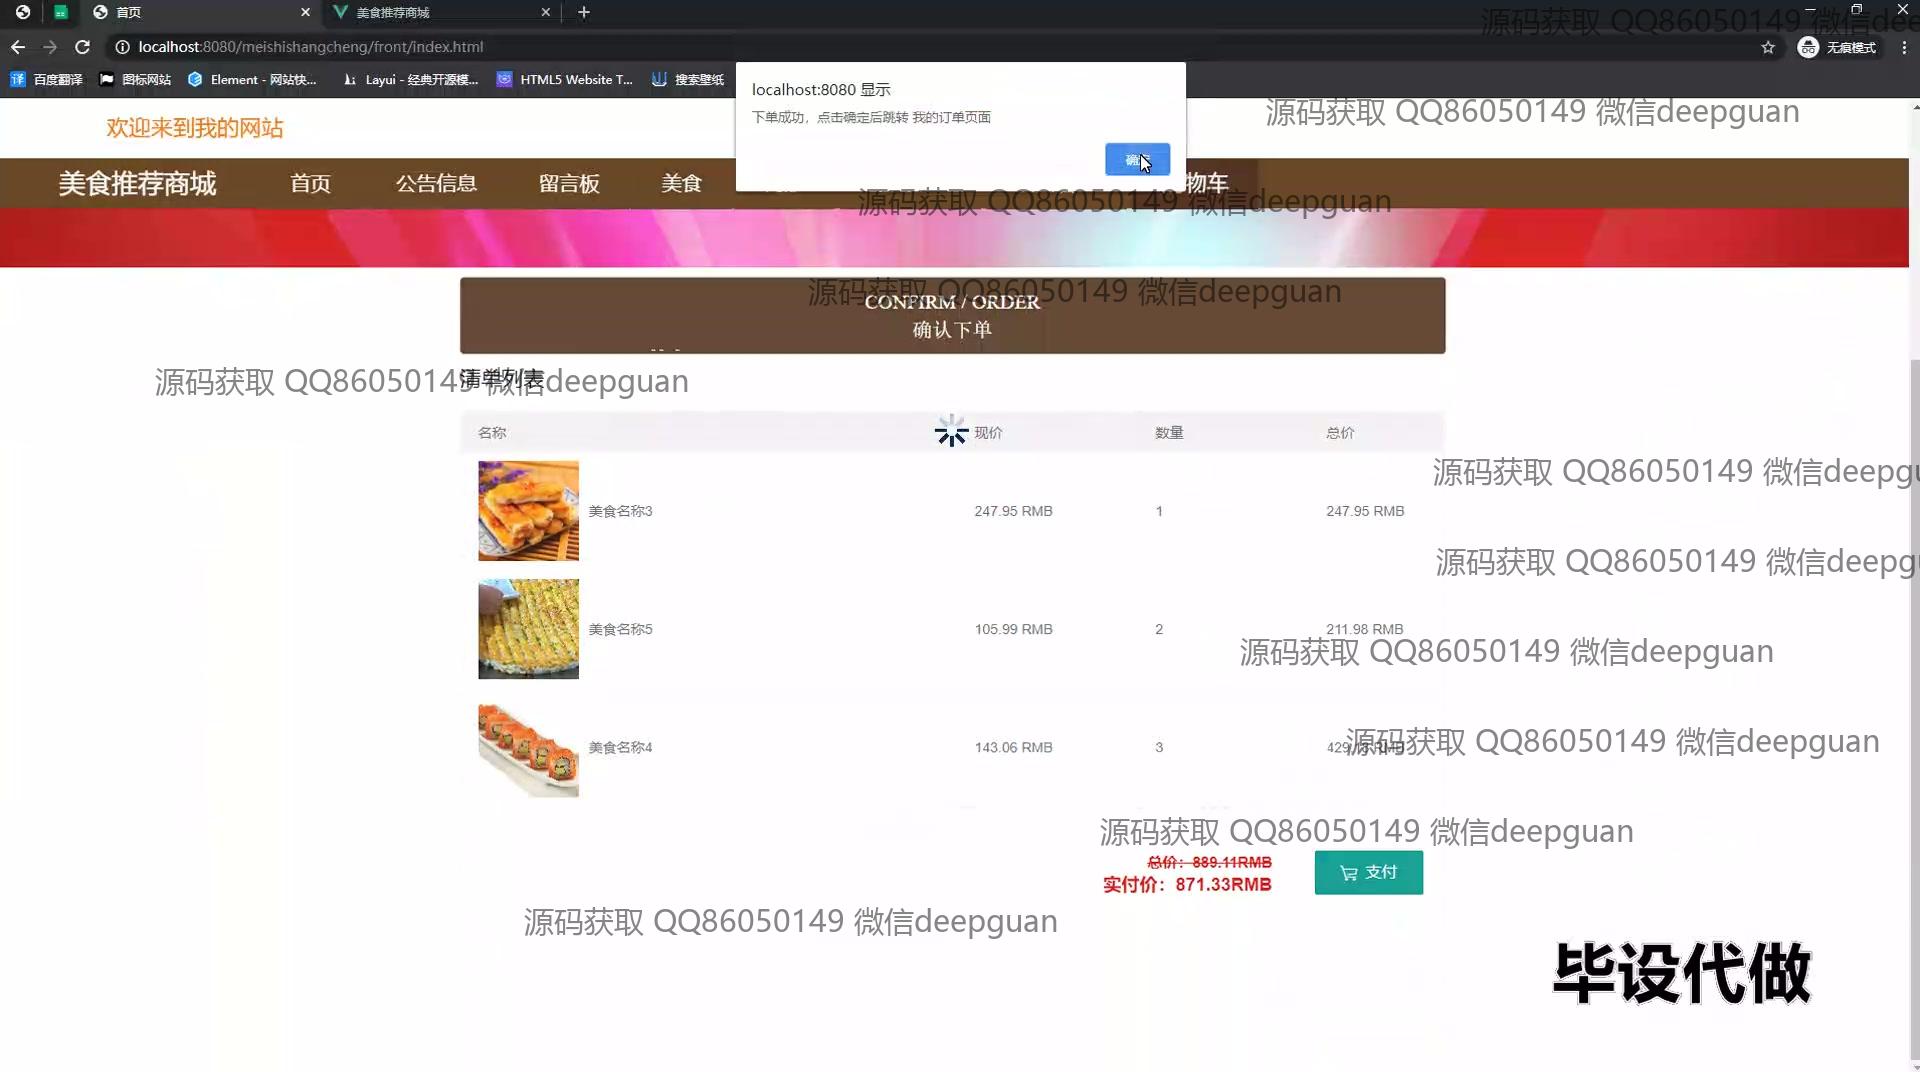 首页
美食推荐商城
源码获取 QQ86050149 微信dee
localhost:8080/meishishangcheng/front/index.html
无痕模式
百度翻译
图标网站
Element - 网站快...
Layui - 经典开源模...
HTML5 Website T...
搜索壁纸
localhost:8080 显示
下单成功，点击确定后跳转 我的订单页面
源码获取 QQ86050149 微信deepguan
欢迎来到我的网站
美食推荐商城
首页
公告信息
留言板
美食
物车
源码获取 QQ86050149 微信deepguan
源码获取 QQ86050149 微信deepguan
CONFIRM / ORDER
确认下单
源码获取 QQ86050149 微信deepguan
清单列表
名称
现价
数量
总价
源码获取 QQ86050149 微信deepgu
美食名称3
247.95 RMB
1
247.95 RMB
源码获取 QQ86050149 微信deepgu
美食名称5
105.99 RMB
2
211.98 RMB
源码获取 QQ86050149 微信deepguan
美食名称4
143.06 RMB
3
源码获取 QQ86050149 微信deepguan
源码获取 QQ86050149 微信deepguan
总价：889.11RMB
实付价：871.33RMB
支付
源码获取 QQ86050149 微信deepguan
毕设代做